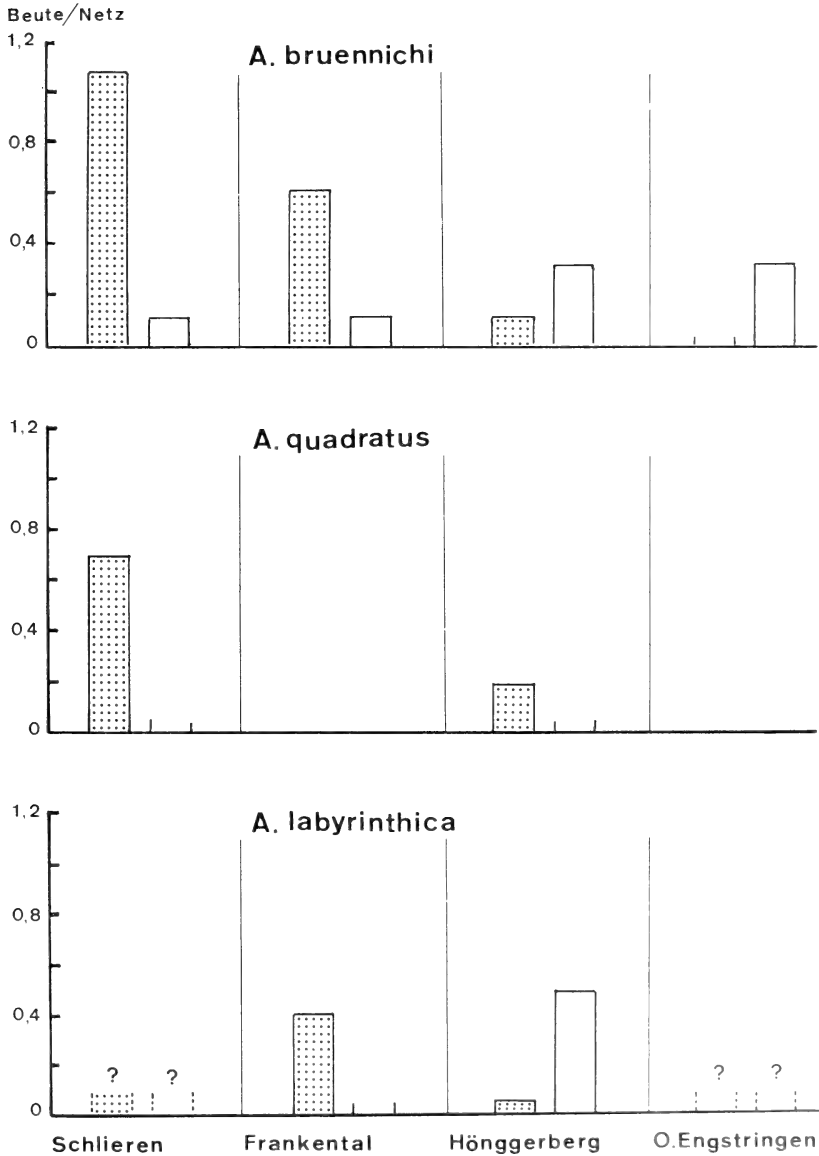 Beute/Netz
1,2
A. bruennichi
0,8
0,4
0
1,2
A. quadratus
0,8
0,4
0
1,2
A. labyrinthica
0,8
0,4
? ? ? ?
0
Schlieren Frankental Hönggerberg O.Engstringen